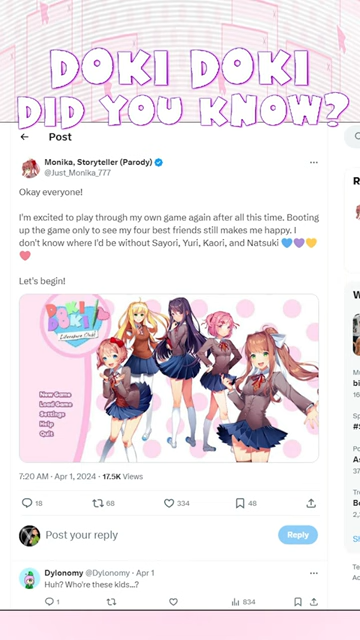 DOKI DOKI
DID YOU KNOW?
Post
Monika, Storyteller (Parody)
@Just_Monika_777
Okay everyone!
I'm excited to play through my own game again after all this time. Booting
up the game only to see my four best friends still makes me happy. I
don't know where I'd be without Sayori, Yuri, Kaori, and Natsuki 💙💜💛
💗
Let's begin!
DOKI
DOKI
Literature Club!
New Game
Load Game
Settings
Help
Quit
7:20 AM · Apr 1, 2024 · 17.5K Views
18 68 334 48
Post your reply
Reply
Dylonomy @Dylonomy · Apr 1
Huh? Who're these kids...?
1 834